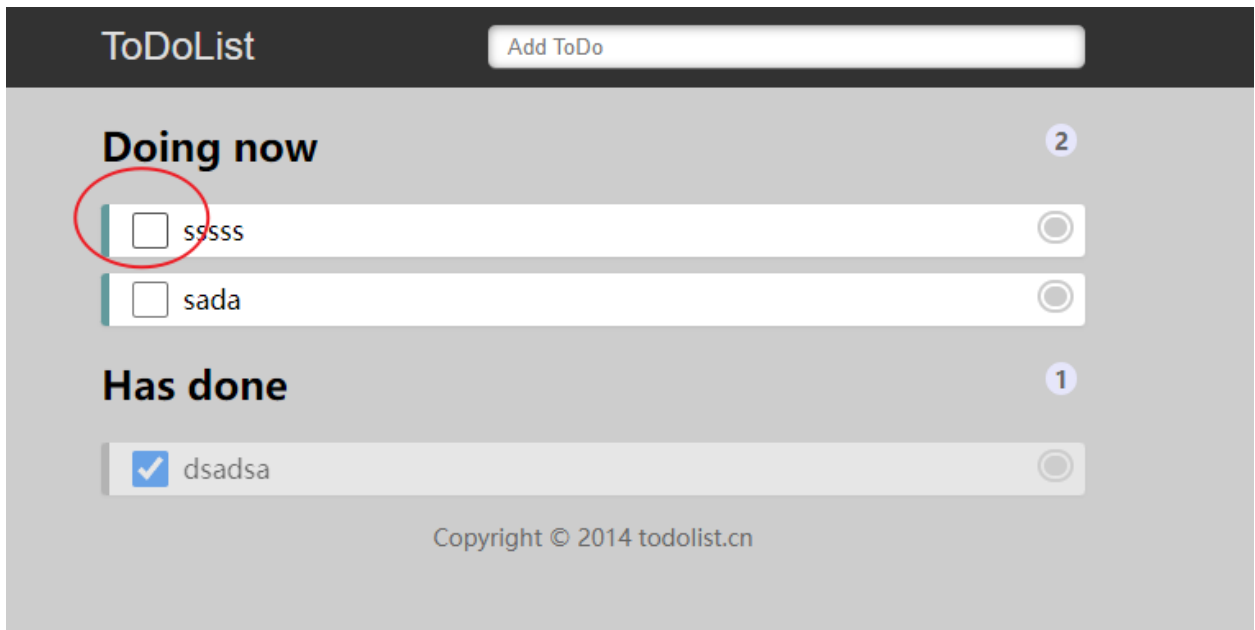 ToDoList Add ToDo
Doing now 2
sssss
sada
Has done 1
dsadsa
Copyright © 2014 todolist.cn